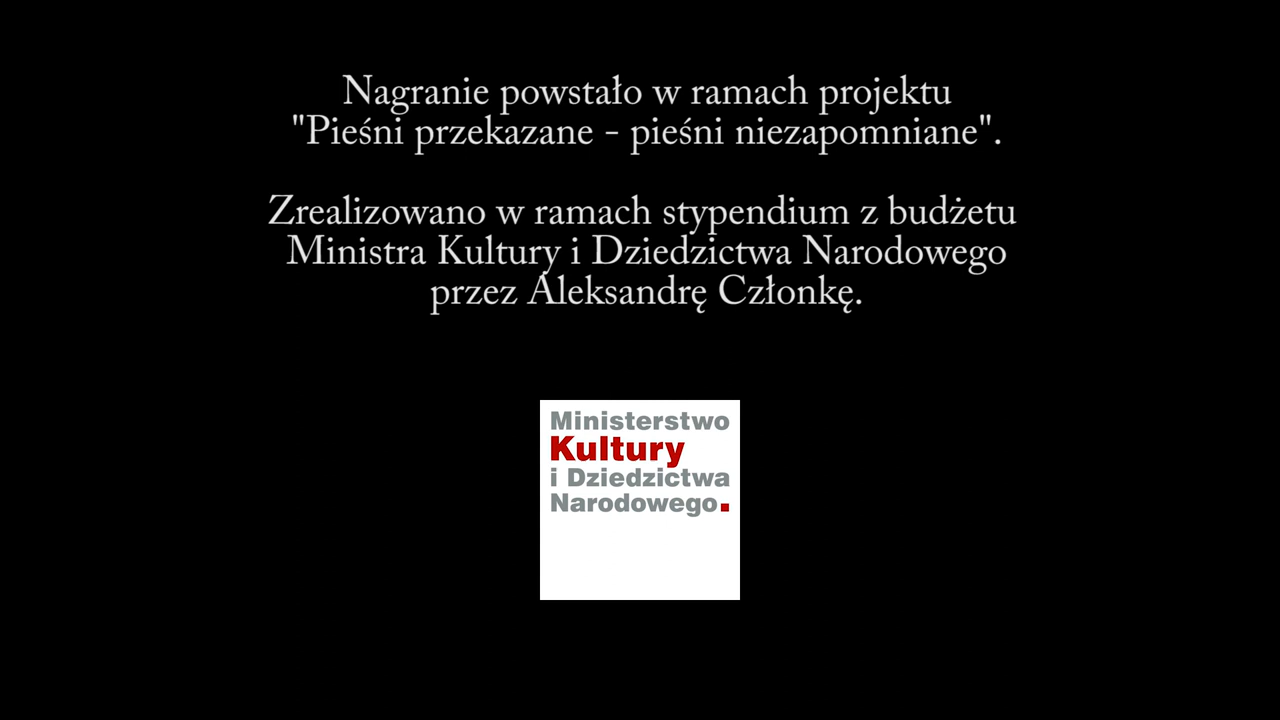 Nagranie powstało w ramach projektu
"Pieśni przekazane - pieśni niezapomniane".
Zrealizowano w ramach stypendium z budżetu
Ministra Kultury i Dziedzictwa Narodowego
przez Aleksandrę Członkę.
Ministerstwo
Kultury
i Dziedzictwa
Narodowego.